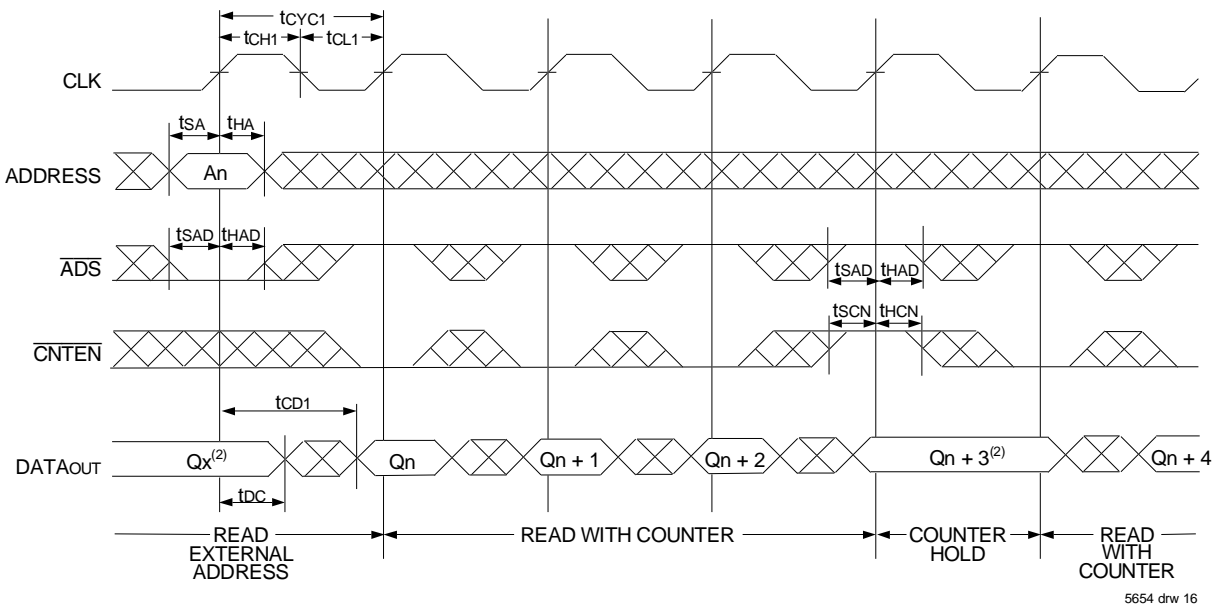 tCYC1
tCH1 tCL1
CLK
tSA tHA
ADDRESS An
tSAD tHAD
ADS
tSAD tHAD
tSCN tHCN
CNTEN
tCD1
DATAOUT Qx(2) Qn Qn + 1 Qn + 2 Qn + 3(2) Qn + 4
tDC
READ EXTERNAL ADDRESS
READ WITH COUNTER
COUNTER HOLD
READ WITH COUNTER
5654 drw 16